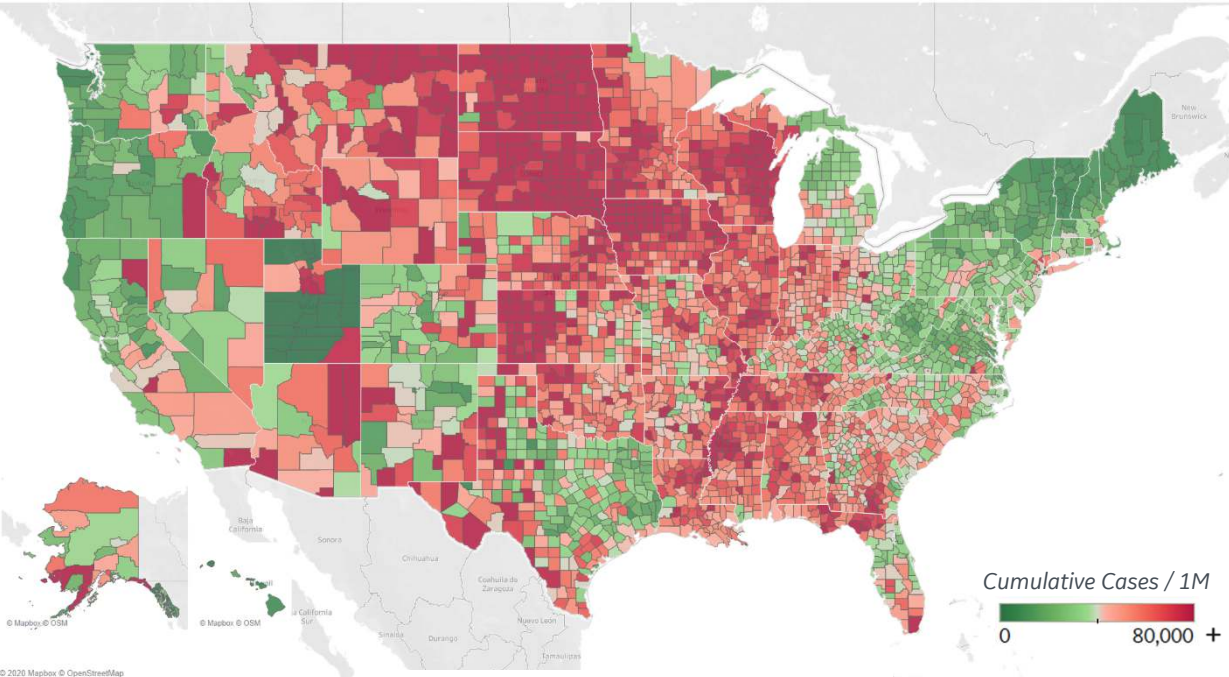 New
Brunswick
Baja
California
Sonora
Chihuahua
Coahuila de
Zaragoza
Nuevo León
Tamaulipas
Durango
Sinaloa
a California
Sur
© Mapbox © OSM
© Mapbox © OSM
Cumulative Cases / 1M
0
80,000 +
© 2020 Mapbox © OpenStreetMap